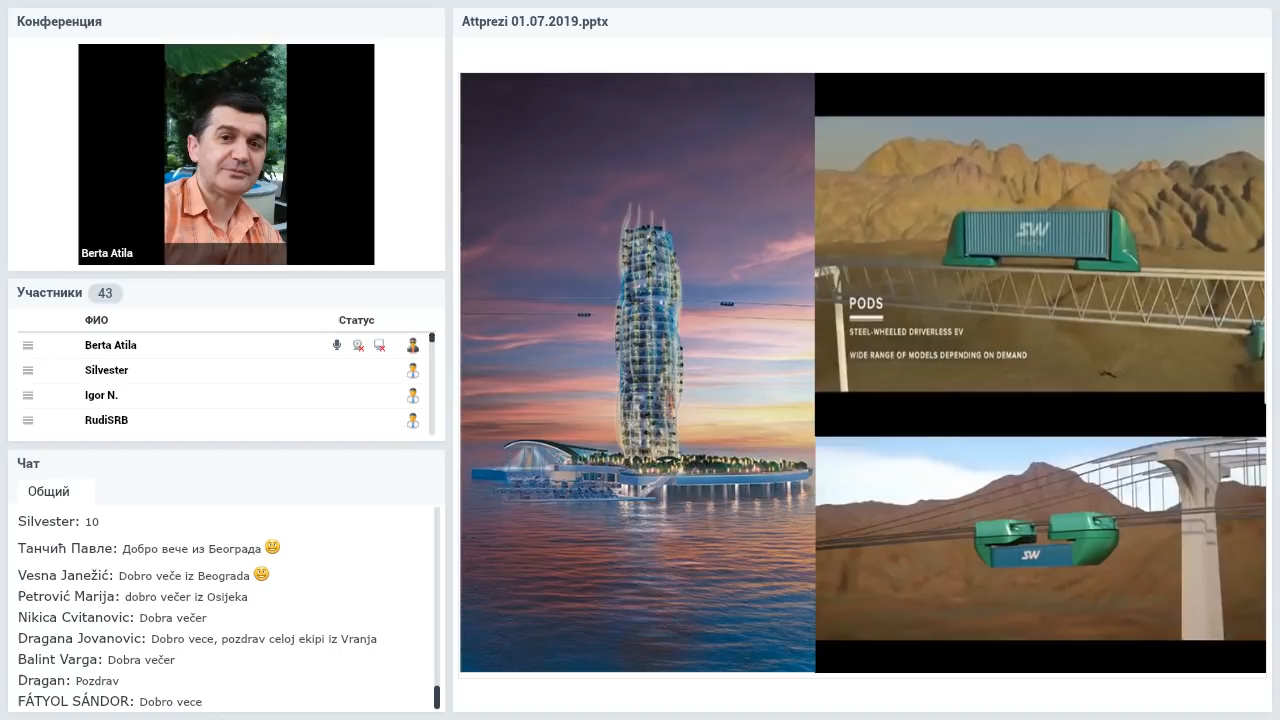 Конференция
Berta Atila
Участники 43
ФИО Статус
Berta Atila
Silvester
Igor N.
RudiSRB
Чат
Общий
Silvester: 10
Танчић Павле: Добро вече из Београда
Vesna Janežić: Dobro veče iz Beograda
Petrović Marija: dobro večer iz Osijeka
Nikica Cvitanovic: Dobra večer
Dragana Jovanovic: Dobro vece, pozdrav celoj ekipi iz Vranja
Balint Varga: Dobra večer
Dragan: Pozdrav
FÁTYOL SÁNDOR: Dobro vece
Attprezi 01.07.2019.pptx
SW
PODS
STEEL-WHEELED DRIVERLESS EV
WIDE RANGE OF MODELS DEPENDING ON DEMAND
SW